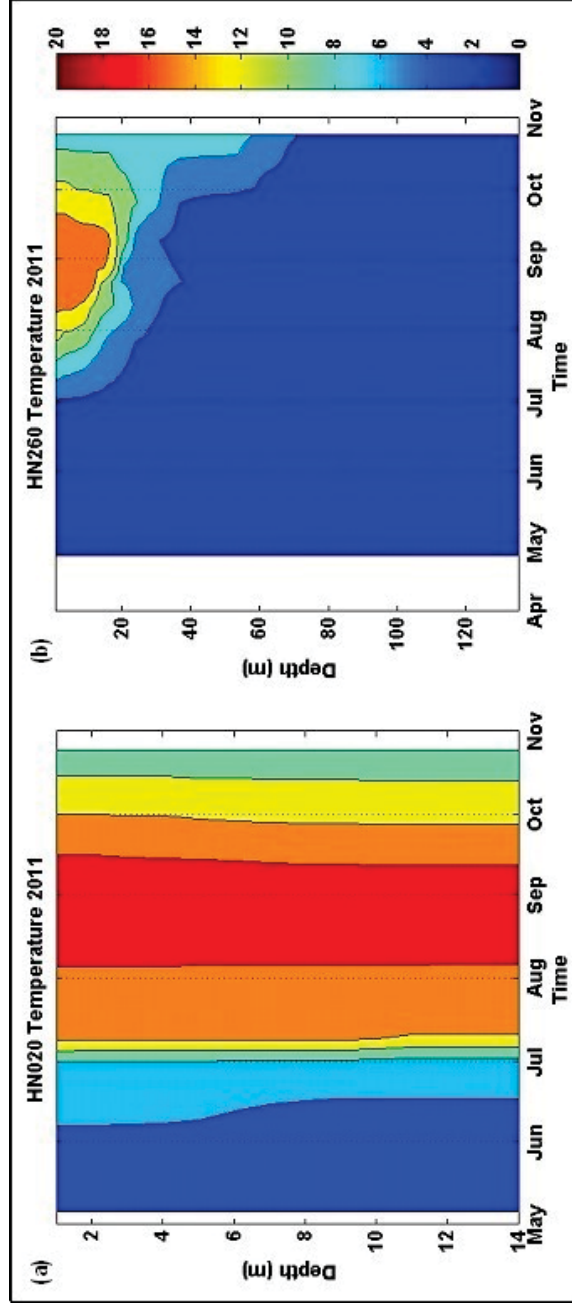 (a)
HN020 Temperature 2011
2
4
6
8
10
12
14
Depth (m)
May
Jun
Jul
Aug
Sep
Oct
Nov
Time
(b)
HN260 Temperature 2011
20
40
60
80
100
120
Depth (m)
Apr
May
Jun
Jul
Aug
Sep
Oct
Nov
Time
20
18
16
14
12
10
8
6
4
2
0